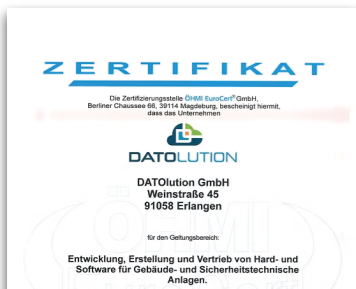 ZERTIFIKAT
Die Zertifizierungsstelle ÖHMI EuroCert® GmbH,
Berliner Chaussee 66, 39114 Magdeburg, bescheinigt hiermit,
dass das Unternehmen
DATOLUTION
DATOlution GmbH
Weinstraße 45
91058 Erlangen
für den Geltungsbereich:
Entwicklung, Erstellung und Vertrieb von Hard- und
Software für Gebäude- und Sicherheitstechnische
Anlagen.
ÖHMI